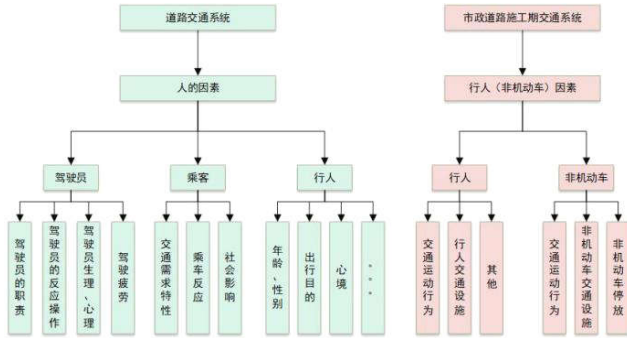 道路交通系统
市政道路施工期交通系统
人的因素
行人（非机动车）因素
驾驶员
乘客
行人
行人
非机动车
驾驶员的职责
驾驶员的反应操作
驾驶员生理、心理
驾驶疲劳
交通需求特性
乘车反应
社会影响
年龄、性别
出行目的
心境
。。。
交通运动行为
行人交通设施
其他
交通运动行为
非机动车交通设施
非机动车停放